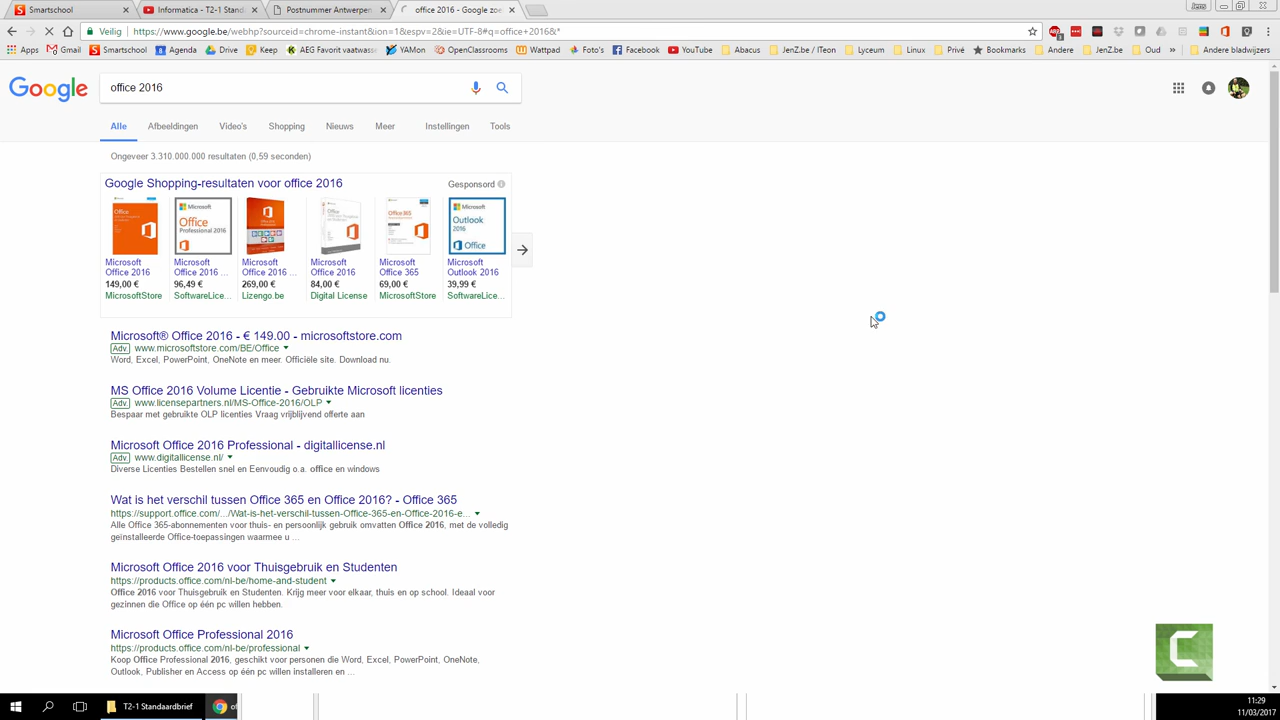 Smartschool
Informatica - T2-1 Stand
Postnummer Antwerpen
office 2016 - Google zoe
Jens
Veilig
https://www.google.be/webhp?sourceid=chrome-instant&ion=1&espv=2&ie=UTF-8#q=office+2016&*
Apps
Gmail
Smartschool
Agenda
Drive
Keep
AEG Favorit vaatwasse
YAMon
OpenClassrooms
Wattpad
Foto's
Facebook
YouTube
Abacus
JenZ.be / ITeon
Lyceum
Linux
Privé
Bookmarks
Andere
JenZ.be
Oud
»
Andere bladwijzers
Google
office 2016
Alle
Afbeeldingen
Video's
Shopping
Nieuws
Meer
Instellingen
Tools
Ongeveer 3.310.000.000 resultaten (0,59 seconden)
Google Shopping-resultaten voor office 2016
Gesponsord
Microsoft
Office 2016
149,00 €
MicrosoftStore
Microsoft
Office 2016 ...
96,49 €
SoftwareLice...
Microsoft
Office 2016 ...
269,00 €
Lizengo.be
Microsoft
Office 2016
84,00 €
Digital License
Microsoft
Office 365
69,00 €
MicrosoftStore
Microsoft
Outlook 2016
39,99 €
SoftwareLice...
Microsoft® Office 2016 - € 149.00 - microsoftstore.com
Adv. www.microsoftstore.com/BE/Office
Word, Excel, PowerPoint, OneNote en meer. Officiële site. Download nu.
MS Office 2016 Volume Licentie - Gebruikte Microsoft licenties
Adv. www.licensepartners.nl/MS-Office-2016/OLP
Bespaar met gebruikte OLP licenties Vraag vrijblijvend offerte aan
Microsoft Office 2016 Professional - digitallicense.nl
Adv. www.digitallicense.nl/
Diverse Licenties Bestellen snel en Eenvoudig o.a. office en windows
Wat is het verschil tussen Office 365 en Office 2016? - Office 365
https://support.office.com/.../Wat-is-het-verschil-tussen-Office-365-en-Office-2016-e...
Alle Office 365-abonnementen voor thuis- en persoonlijk gebruik omvatten Office 2016, met de volledig
geïnstalleerde Office-toepassingen waarmee u ...
Microsoft Office 2016 voor Thuisgebruik en Studenten
https://products.office.com/nl-be/home-and-student
Office 2016 voor Thuisgebruik en Studenten. Krijg meer voor elkaar, thuis en op school. Ideaal voor
gezinnen die Office op één pc willen hebben.
Microsoft Office Professional 2016
https://products.office.com/nl-be/professional
Koop Office Professional 2016, geschikt voor personen die Word, Excel, PowerPoint, OneNote,
Outlook, Publisher en Access op één pc willen installeren en ...
T2-1 Standaardbrief
of
11:29
11/03/2017